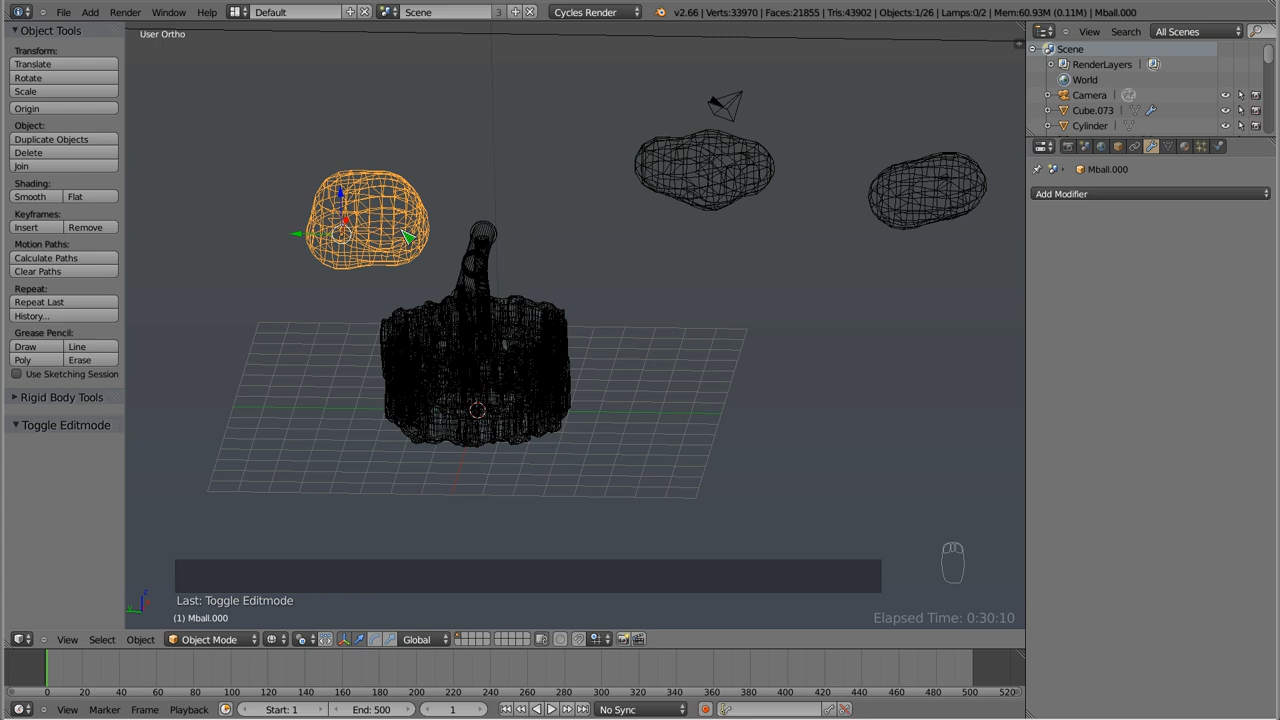 File Add Render Window Help Default Scene 3 Cycles Render v2.66 | Verts:33970 | Faces:21855 | Tris:43902 | Objects:1/26 | Lamps:0/2 | Mem:60.93M (0.11M) | Mball.000
Object Tools
Transform:
Translate
Rotate
Scale
Origin
Object:
Duplicate Objects
Delete
Join
Shading:
Smooth Flat
Keyframes:
Insert Remove
Motion Paths:
Calculate Paths
Clear Paths
Repeat:
Repeat Last
History...
Grease Pencil:
Draw Line
Poly Erase
Use Sketching Session
Rigid Body Tools
Toggle Editmode
User Ortho
Last: Toggle Editmode
(1) Mball.000
Elapsed Time: 0:30:10
View Search All Scenes
Scene
RenderLayers
World
Camera
Cube.073
Cylinder
Mball.000
Add Modifier
View Select Object Object Mode Global
0 20 40 60 80 100 120 140 160 180 200 220 240 260 280 300 320 340 360 380 400 420 440 460 480 500 520
View Marker Frame Playback Start: 1 End: 500 1 No Sync